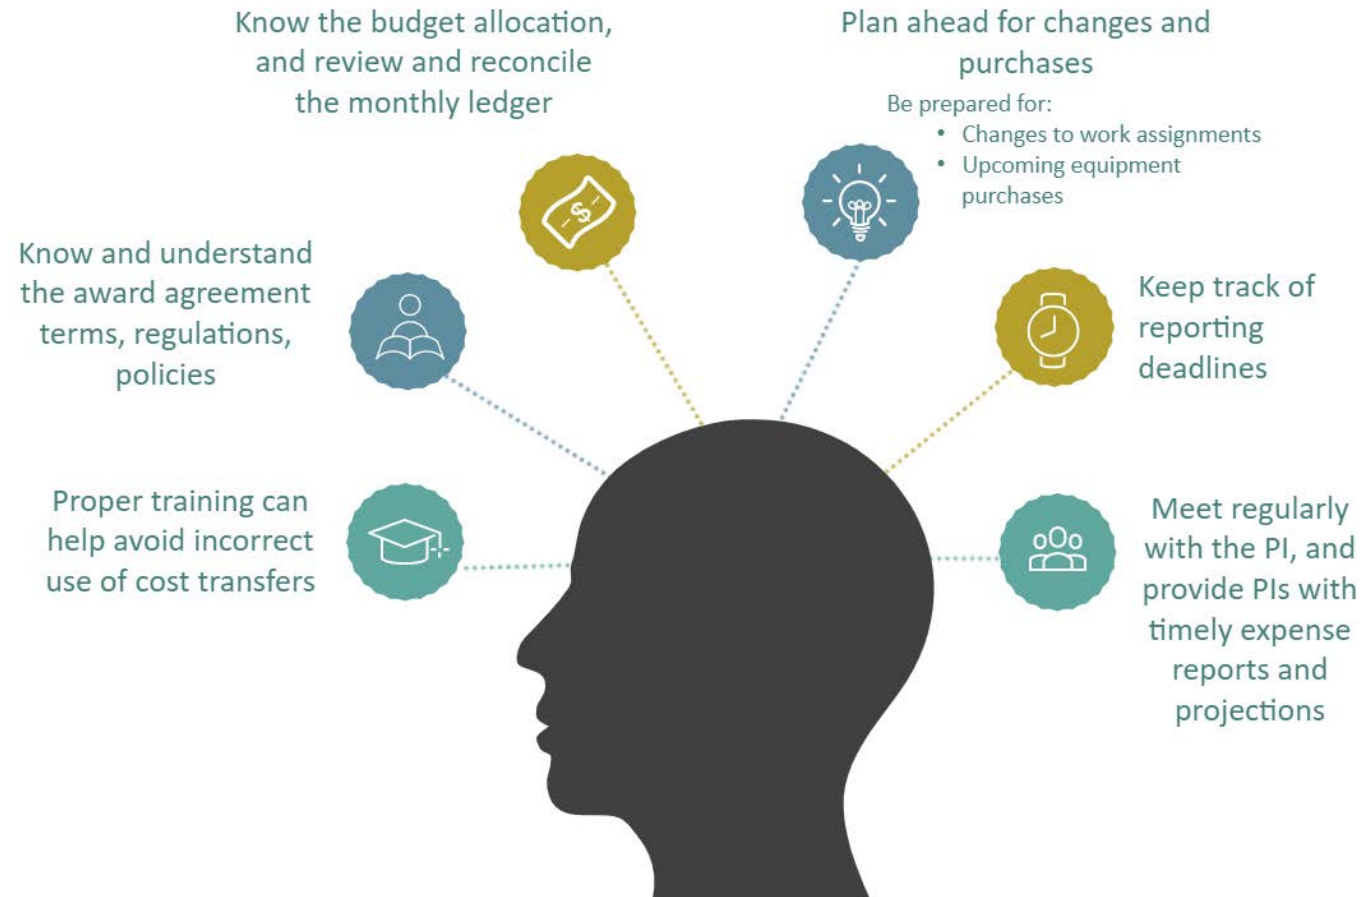 Know the budget allocation,
and review and reconcile
the monthly ledger
Plan ahead for changes and
purchases
Be prepared for:
• Changes to work assignments
• Upcoming equipment
purchases
Know and understand
the award agreement
terms, regulations,
policies
$
Keep track of
reporting
deadlines
Proper training can
help avoid incorrect
use of cost transfers
Meet regularly
with the PI, and
provide PIs with
timely expense
reports and
projections